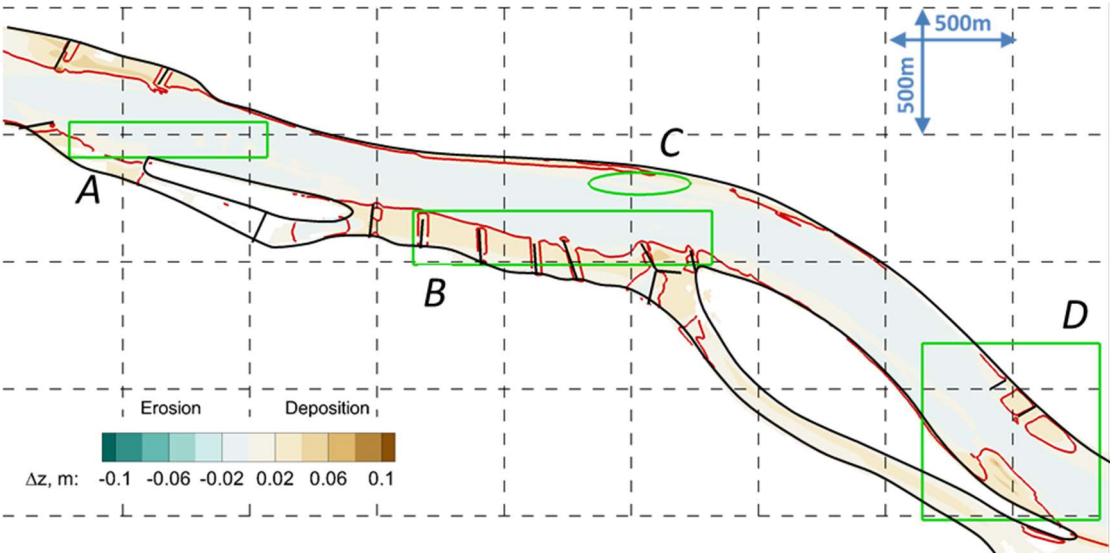 500m
500m
C
A
B
D
Erosion Deposition
Δz, m: -0.1 -0.06 -0.02 0.02 0.06 0.1